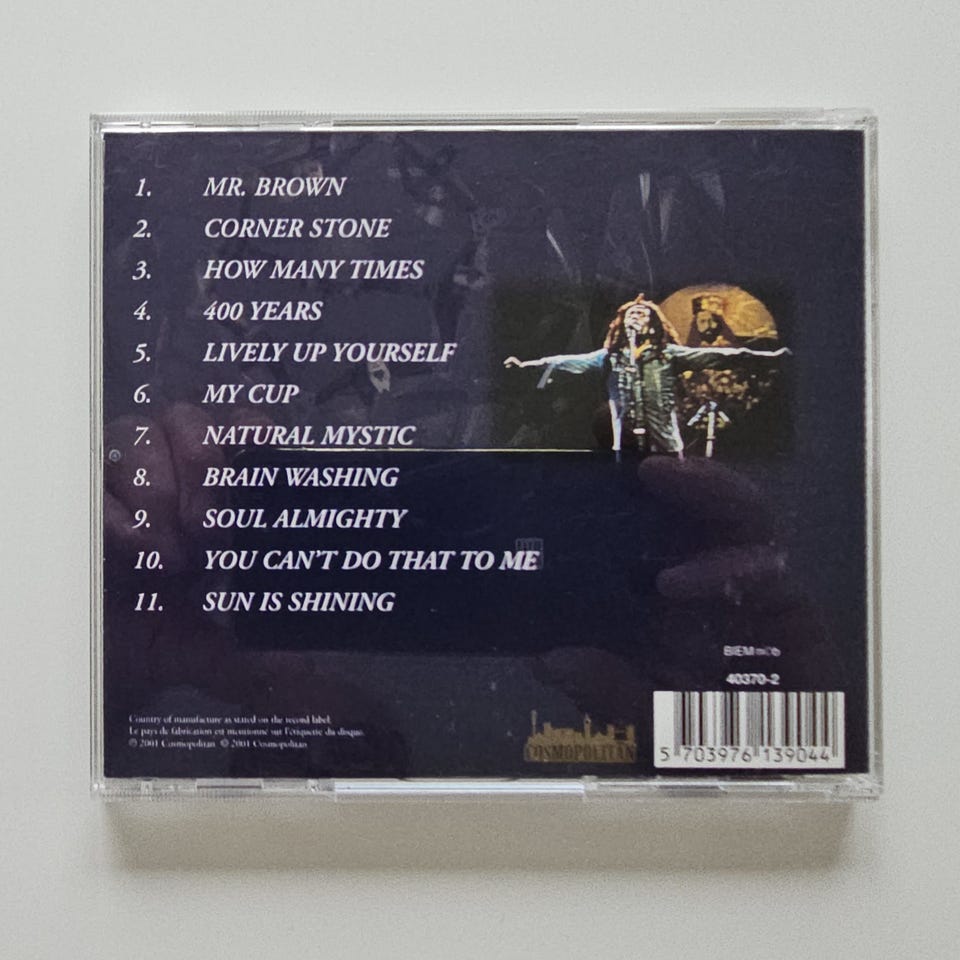 1. MR. BROWN
2. CORNER STONE
3. HOW MANY TIMES
4. 400 YEARS
5. LIVELY UP YOURSELF
6. MY CUP
7. NATURAL MYSTIC
8. BRAIN WASHING
9. SOUL ALMIGHTY
10. YOU CAN'T DO THAT TO ME
11. SUN IS SHINING
BIEM
40370-2
Country of manufacture as stated on the record label.
Le pays de fabrication est mentionné sur l'étiquette du disque.
℗ 2001 Cosmopolitan © 2001 Cosmopolitan
COSMOPOLITAN
5 703976 139044